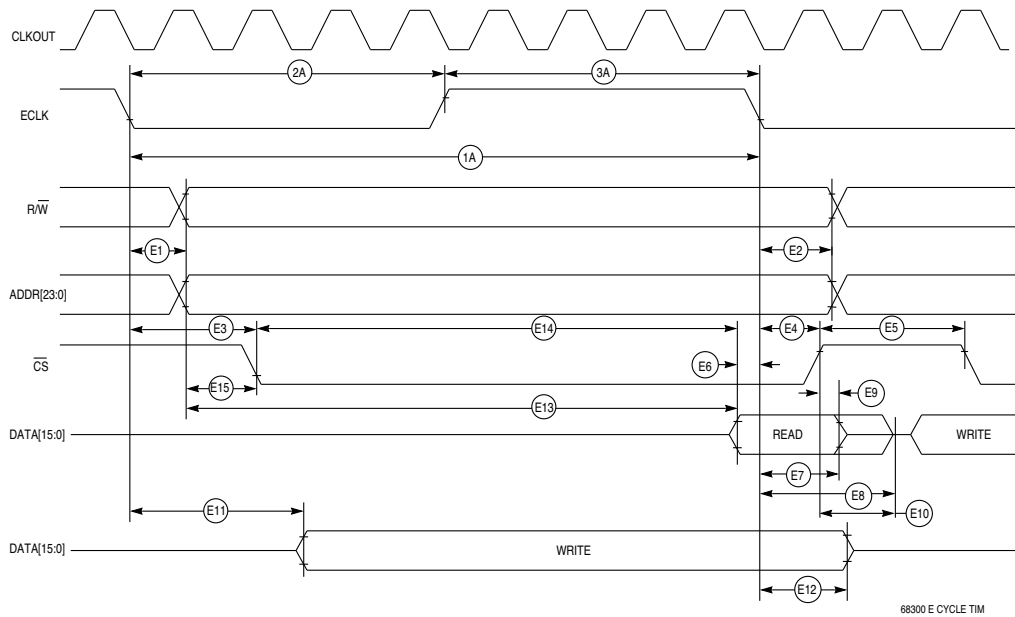 CLKOUT
2A
3A
ECLK
1A
R/W̅
E1
E2
ADDR[23:0]
E3
E14
E4
E5
C̅S̅
E6
E15
E9
E13
DATA[15:0]
READ
WRITE
E7
E8
E11
E10
DATA[15:0]
WRITE
E12
68300 E CYCLE TIM